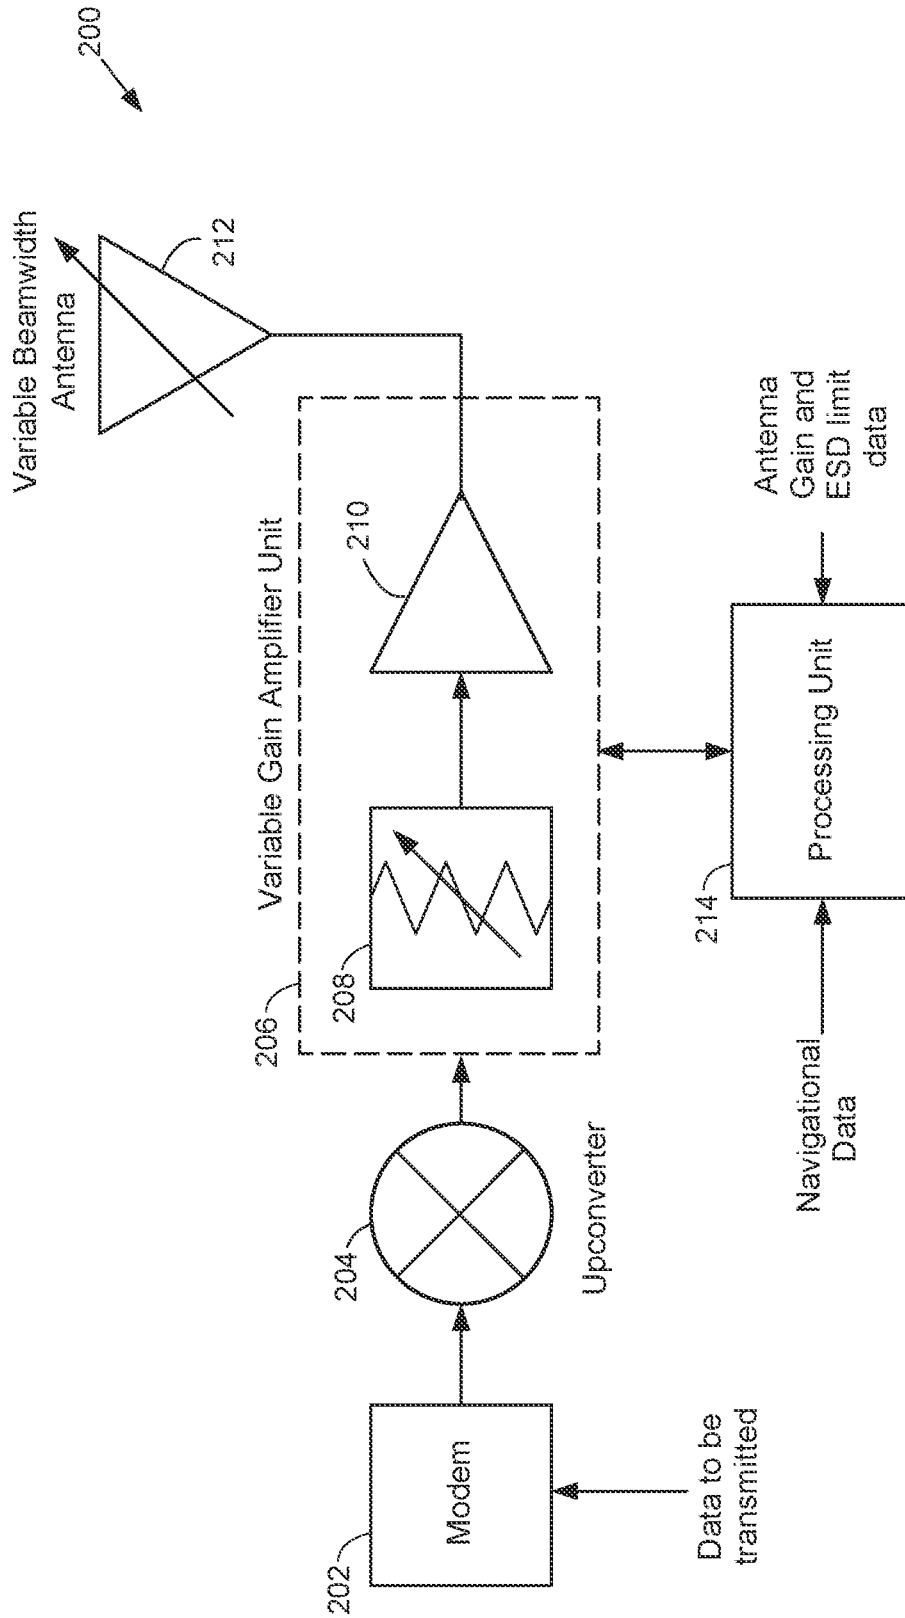 200
Variable Beamwidth
Antenna
212
Variable Gain Amplifier Unit
206
208
210
204
Upconverter
202
Modem
Data to be
transmitted
214
Processing Unit
Navigational
Data
Antenna
Gain and
ESD limit
data